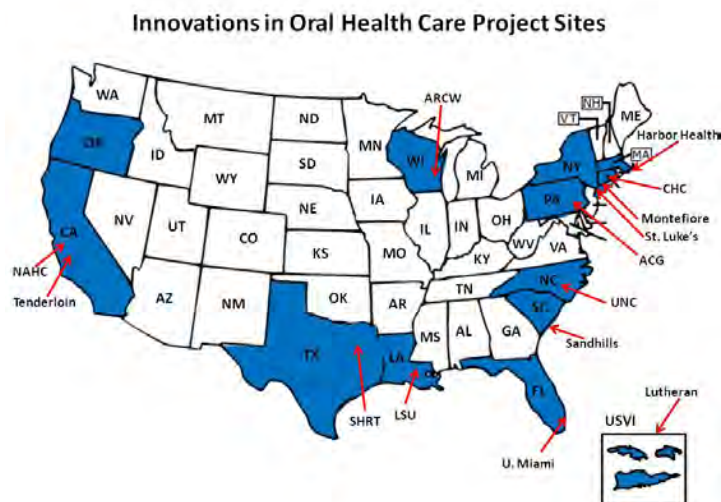 Innovations in Oral Health Care Project Sites
WA
MT
ND
MN
ARCW
NH
VT
ME
Harbor Health
MA
OR
ID
SD
WI
MI
NY
CHC
WY
Montefiore
St. Luke's
NE
IA
PA
ACG
NV
UT
CO
IL
IN
OH
WV
VA
CA
KS
MO
KY
NAHC
Tenderloin
NC
UNC
AZ
NM
OK
AR
TN
SC
Sandhills
TX
LA
MS
AL
GA
SHRT
LSU
FL
U. Miami
USVI
Lutheran